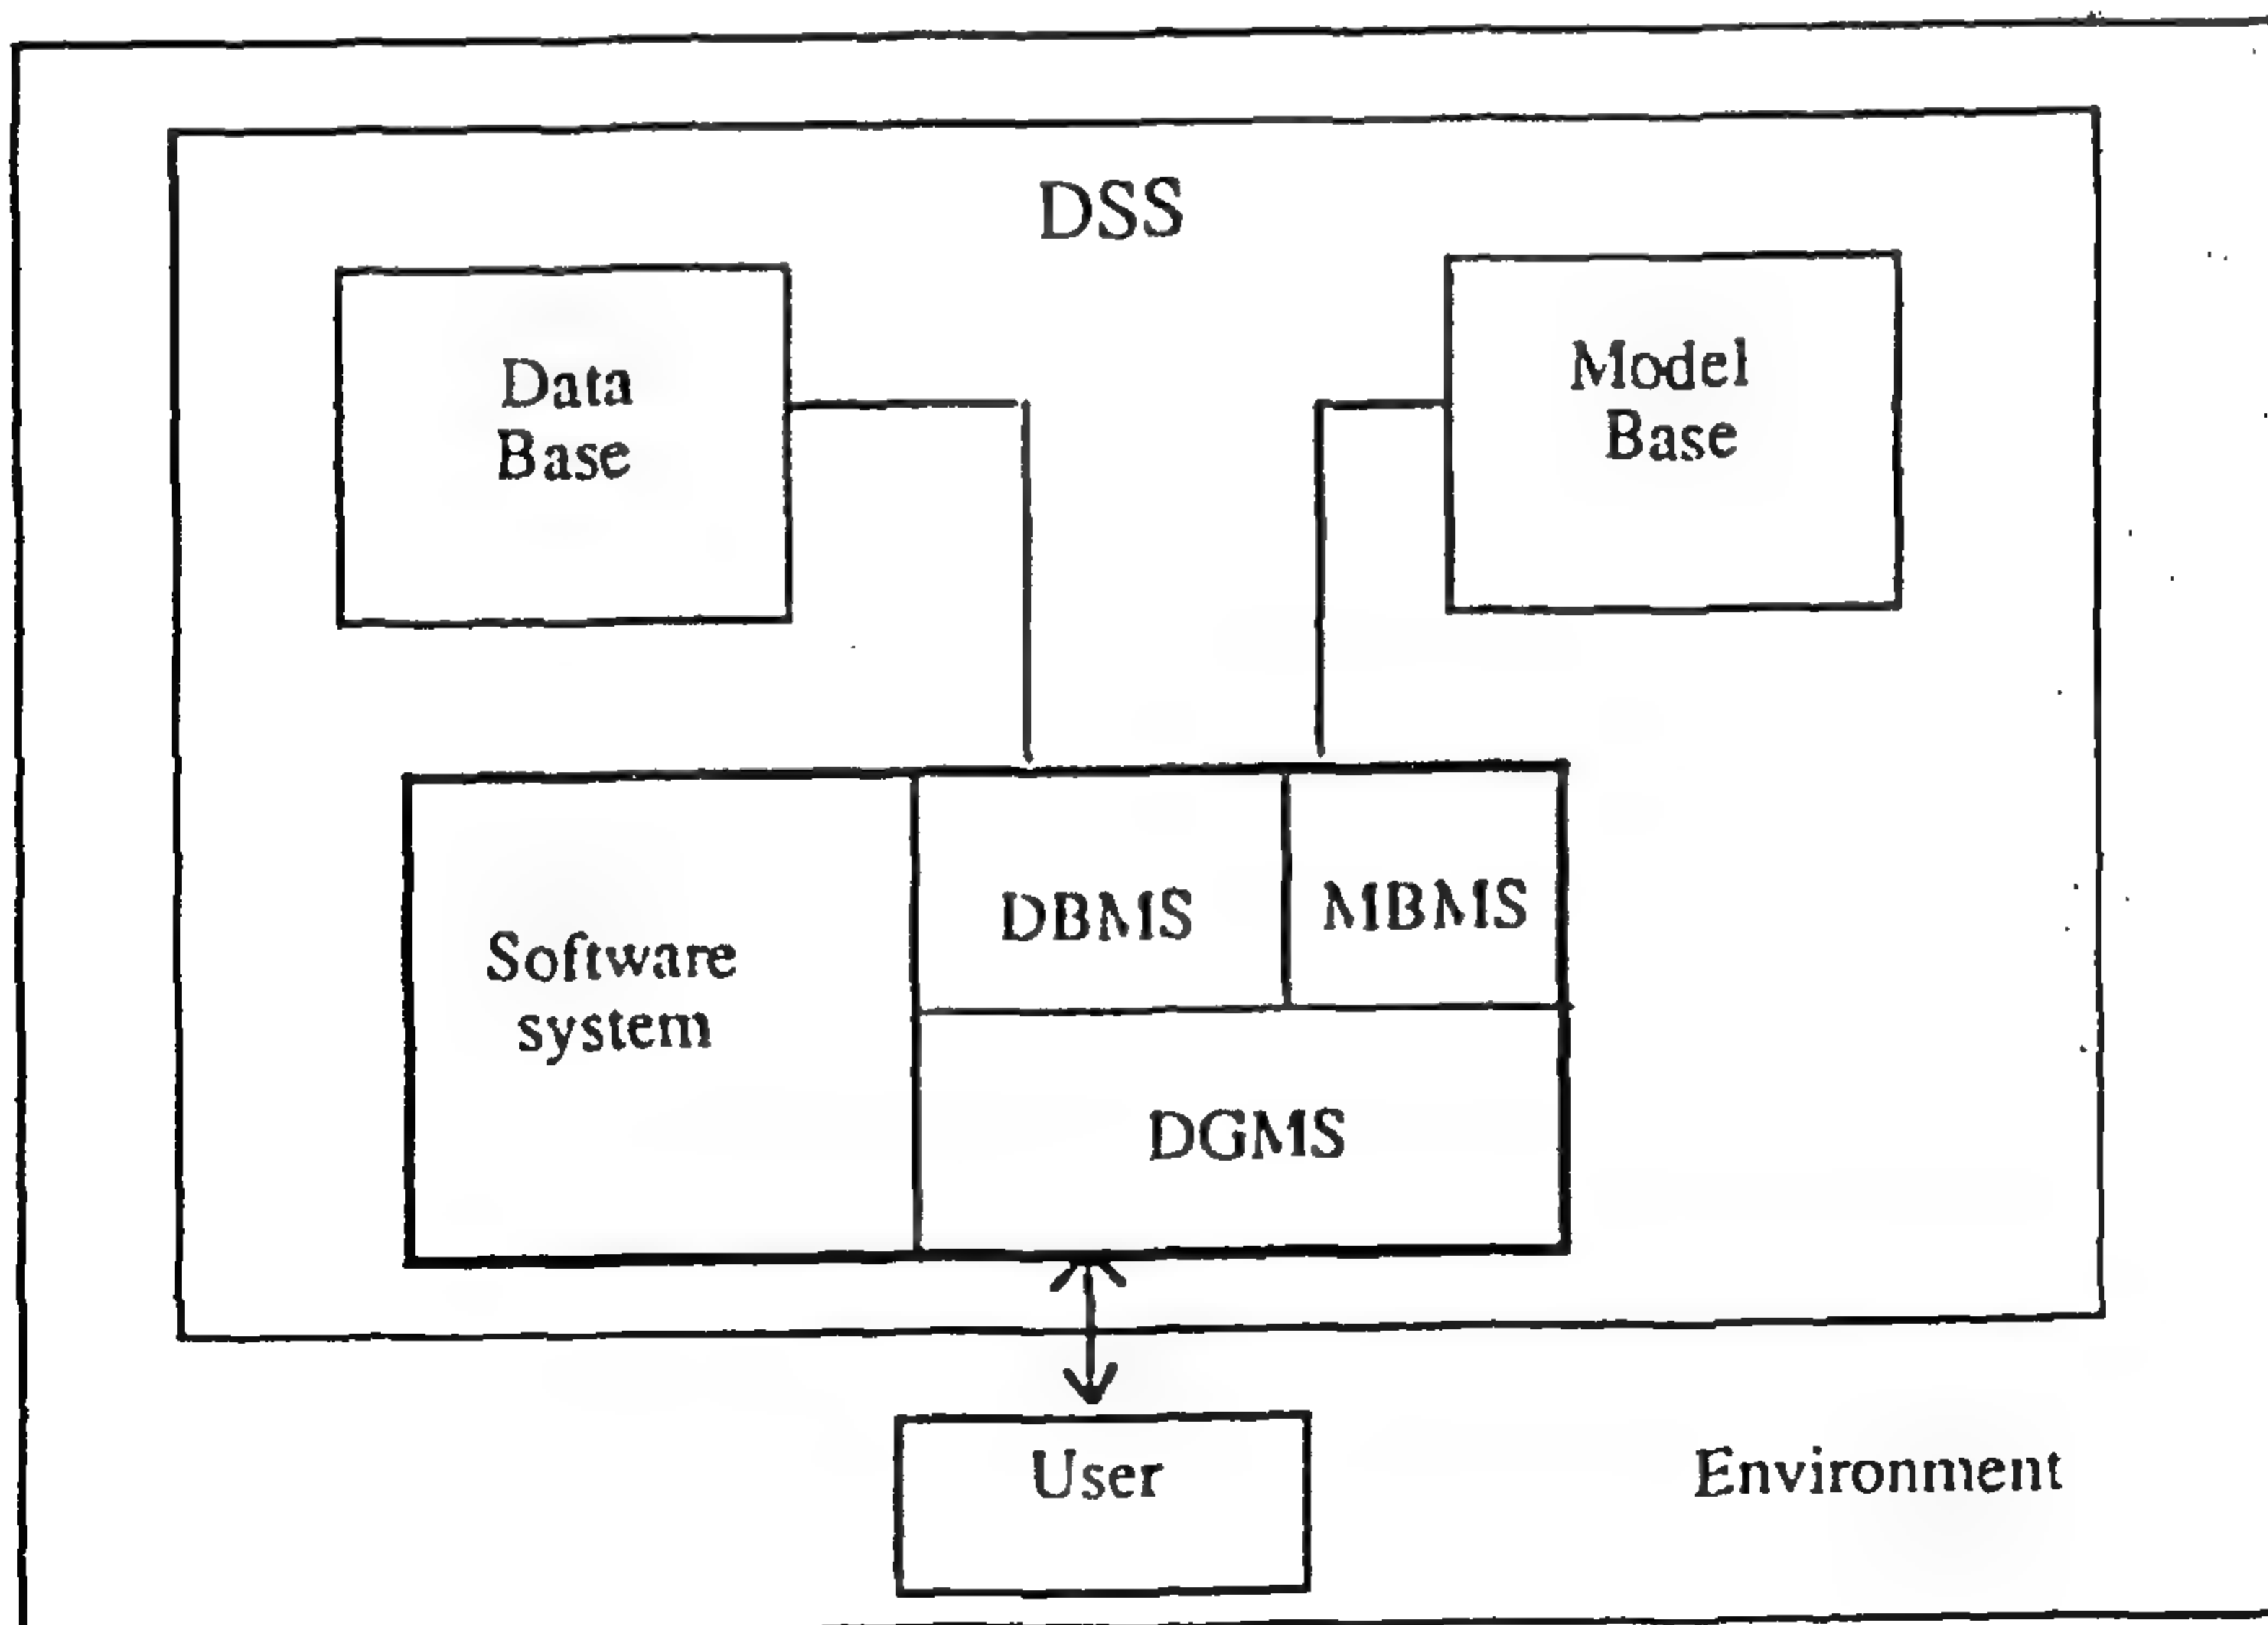 DSS
Data
Base
Model
Base
Software
system
DBMS
MBMS
DGMS
User
Environment